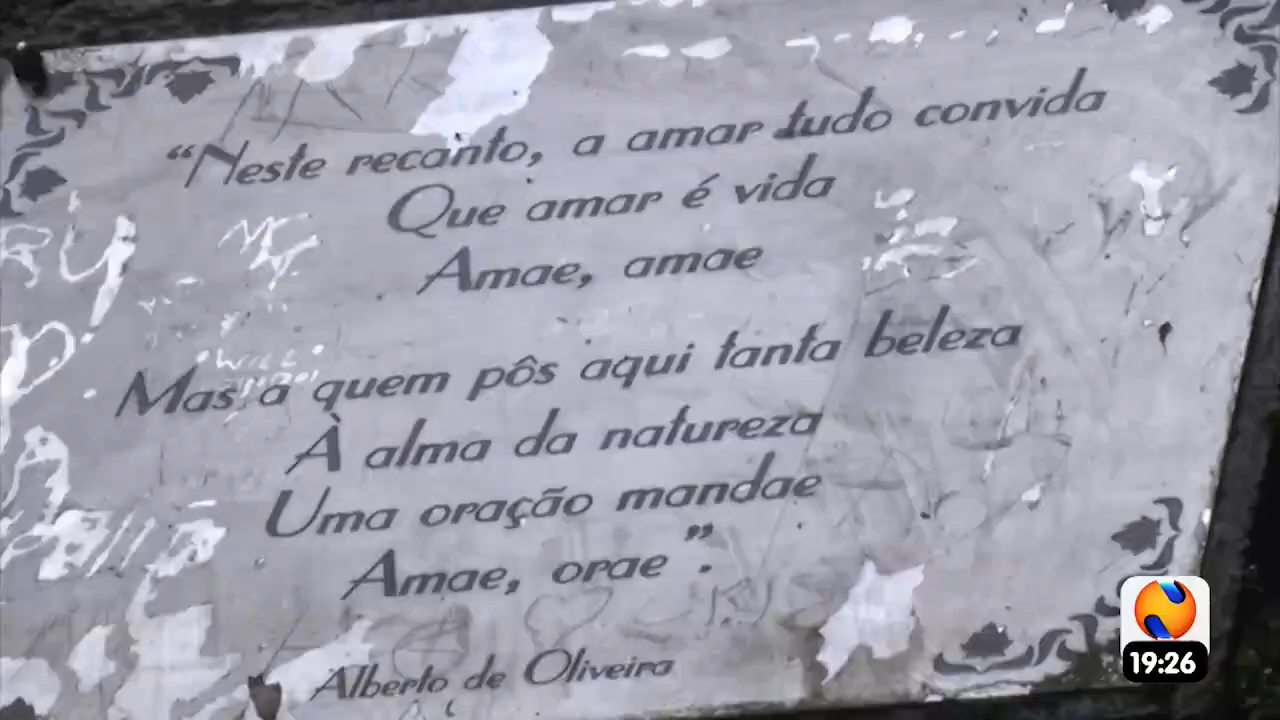 “Neste recanto, a amar tudo convida
Que amar é vida
Amae, amae
Mas a quem pôs aqui tanta beleza
À alma da natureza
Uma oração mandae
Amae, orae”.
Alberto de Oliveira
19:26